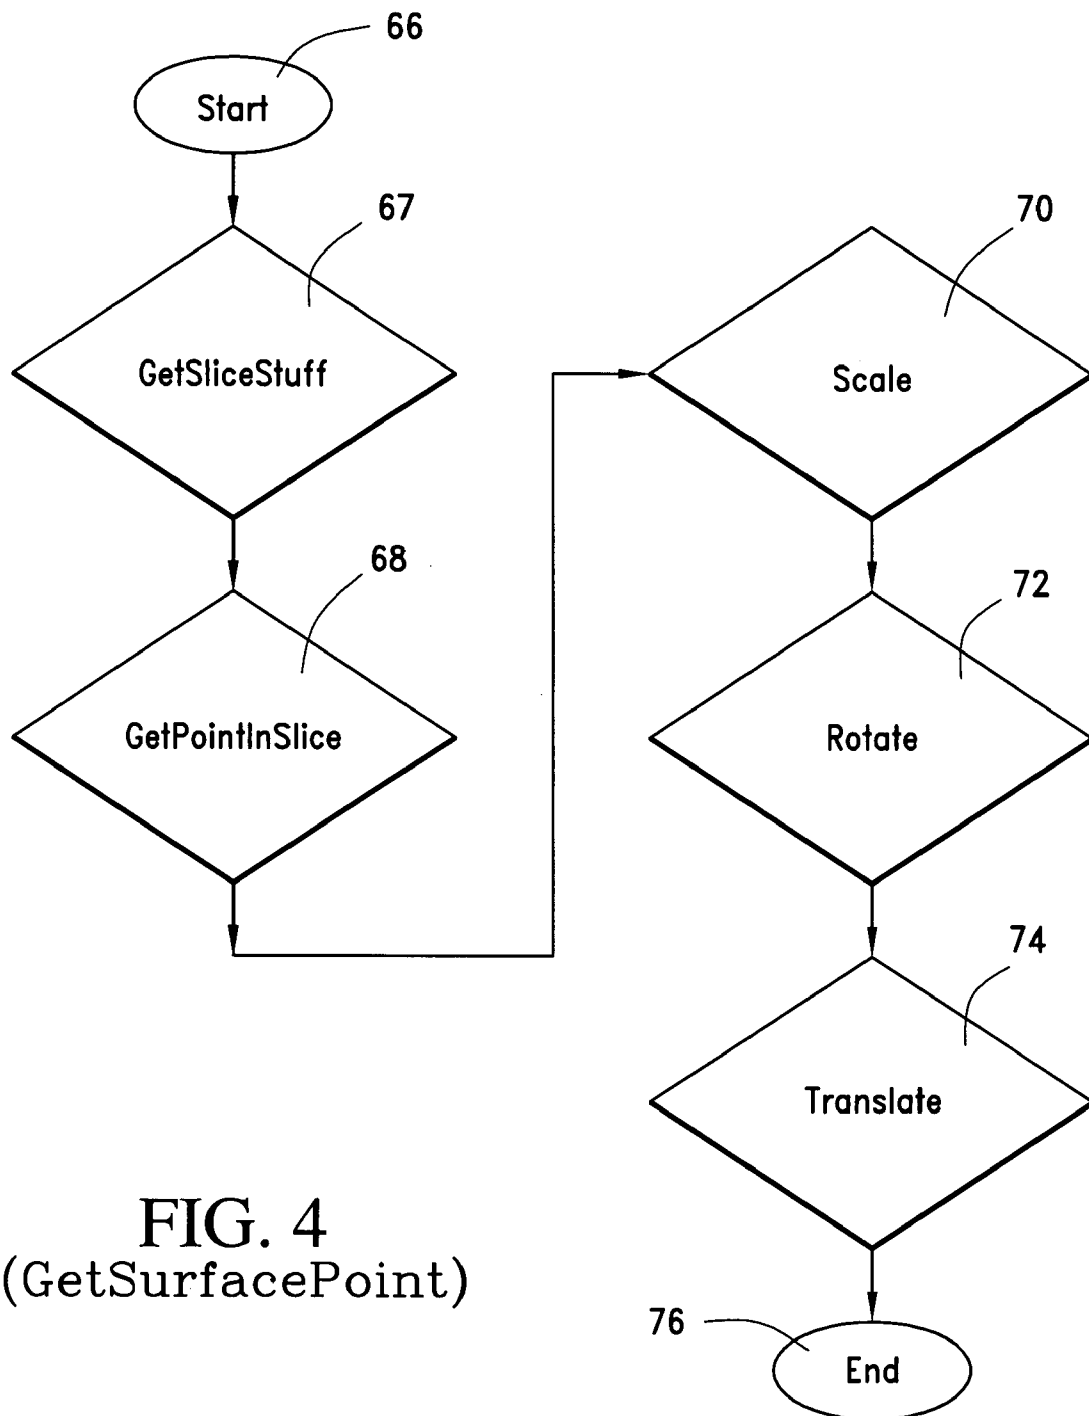 66
Start
67
GetSliceStuff
68
GetPointInSlice
70
Scale
72
Rotate
74
Translate
76
End
FIG. 4
(GetSurfacePoint)